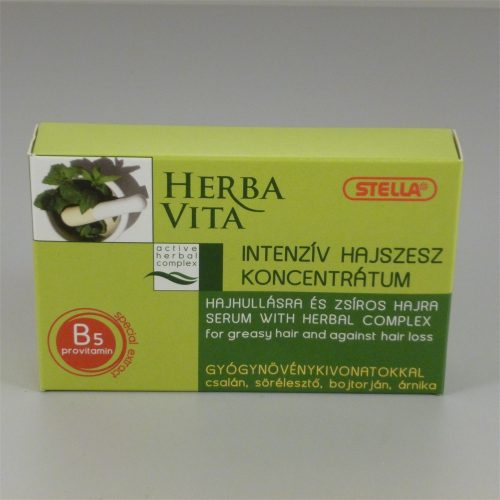 HERBA
VITA
STELLA®
active
herbal
complex
INTENZÍV HAJSZESZ
KONCENTRÁTUM
HAJHULLÁSRA ÉS ZSÍROS HAJRA
SERUM WITH HERBAL COMPLEX
for greasy hair and against hair loss
B5
provitamin
special extract
GYÓGYNÖVÉNYKIVONATOKKAL
csalán, sörélesztő, bojtorján, árnika